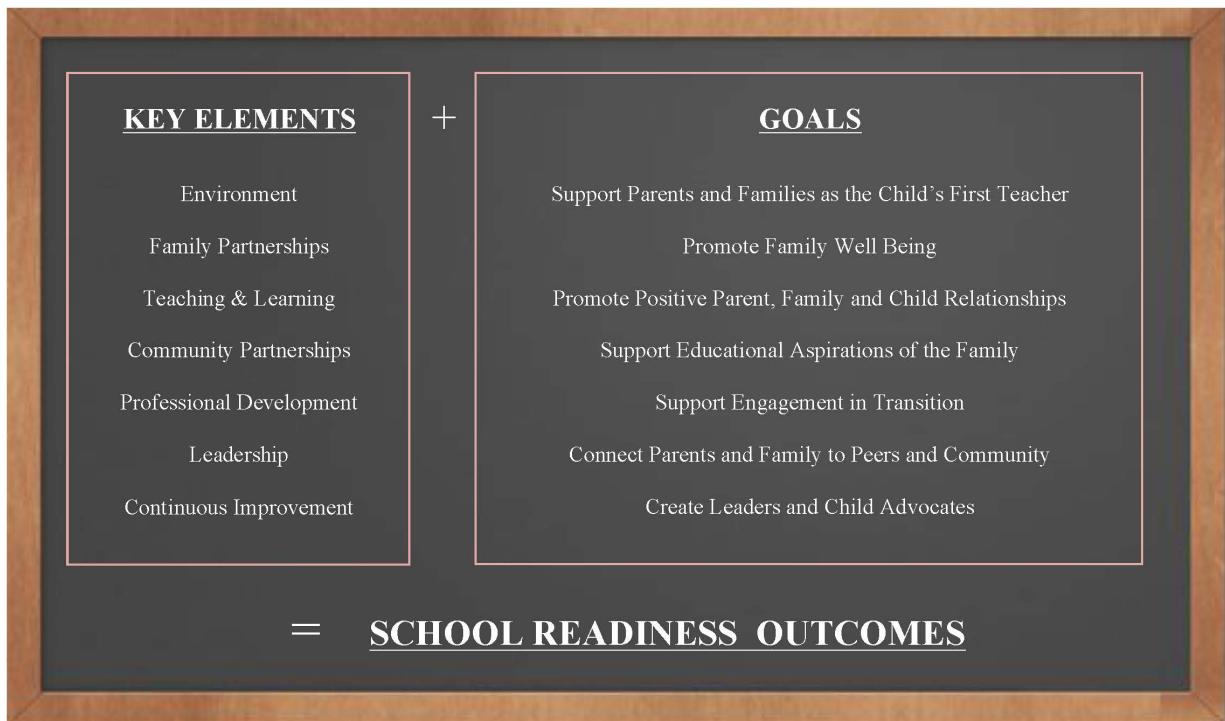 KEY ELEMENTS
Environment
Family Partnerships
Teaching & Learning
Community Partnerships
Professional Development
Leadership
Continuous Improvement
+
GOALS
Support Parents and Families as the Child’s First Teacher
Promote Family Well Being
Promote Positive Parent, Family and Child Relationships
Support Educational Aspirations of the Family
Support Engagement in Transition
Connect Parents and Family to Peers and Community
Create Leaders and Child Advocates
= SCHOOL READINESS OUTCOMES